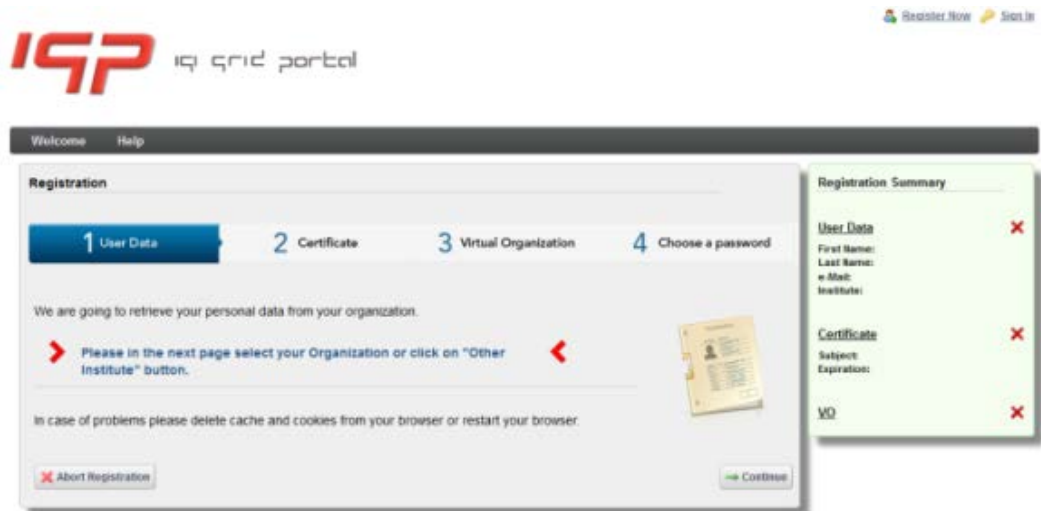 Register Now Sign In
IGP igi grid portal
Welcome Help
Registration
1 User Data 2 Certificate 3 Virtual Organization 4 Choose a password
We are going to retrieve your personal data from your organization.
Please in the next page select your Organization or click on "Other
Institute" button.
In case of problems please delete cache and cookies from your browser or restart your browser.
Abort Registration
Continue
Registration Summary
User Data
First Name:
Last Name:
e-Mail:
Institute:
Certificate
Subject:
Expiration:
VO